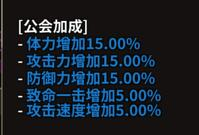 [公会加成]
- 体力增加15.00%
- 攻击力增加15.00%
- 防御力增加15.00%
- 致命一击增加5.00%
- 攻击速度增加5.00%